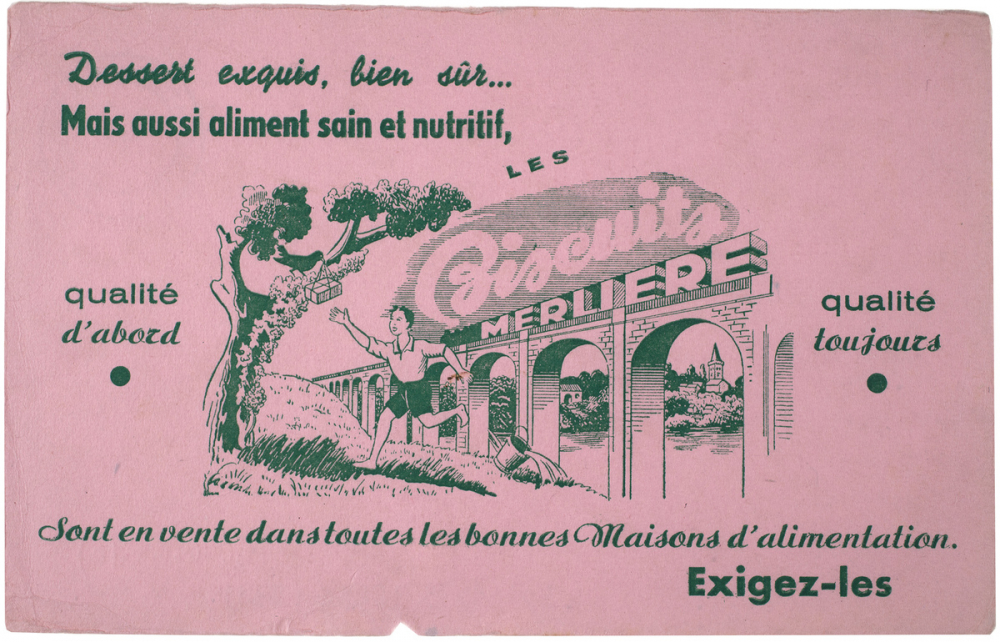 Dessert exquis, bien sûr...
Mais aussi aliment sain et nutritif,
LES
Biscuits
MERLIERE
qualité
d'abord
qualité
toujours
Sont en vente dans toutes les bonnes Maisons d'alimentation.
Exigez-les